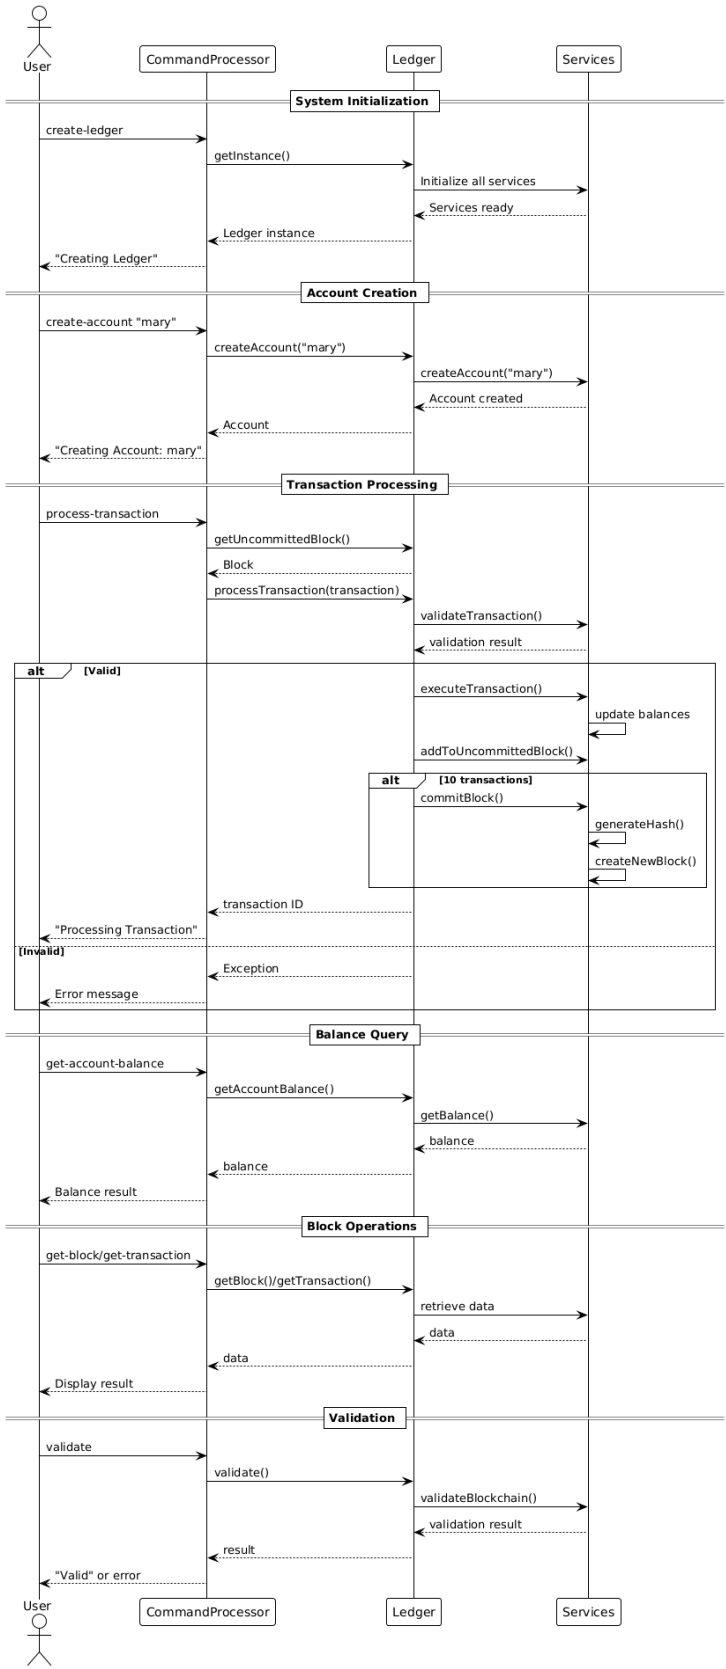 User
CommandProcessor
Ledger
Services
System Initialization
create-ledger
getInstance()
Initialize all services
Services ready
Ledger instance
"Creating Ledger"
Account Creation
create-account "mary"
createAccount("mary")
createAccount("mary")
Account created
Account
"Creating Account: mary"
Transaction Processing
process-transaction
getUncommittedBlock()
Block
processTransaction(transaction)
validateTransaction()
validation result
alt
[Valid]
executeTransaction()
update balances
addToUncommittedBlock()
alt
[10 transactions]
commitBlock()
generateHash()
createNewBlock()
transaction ID
"Processing Transaction"
[Invalid]
Exception
Error message
Balance Query
get-account-balance
getAccountBalance()
getBalance()
balance
balance
Balance result
Block Operations
get-block/get-transaction
getBlock()/getTransaction()
retrieve data
data
data
Display result
Validation
validate
validate()
validateBlockchain()
validation result
result
"Valid" or error
User
CommandProcessor
Ledger
Services